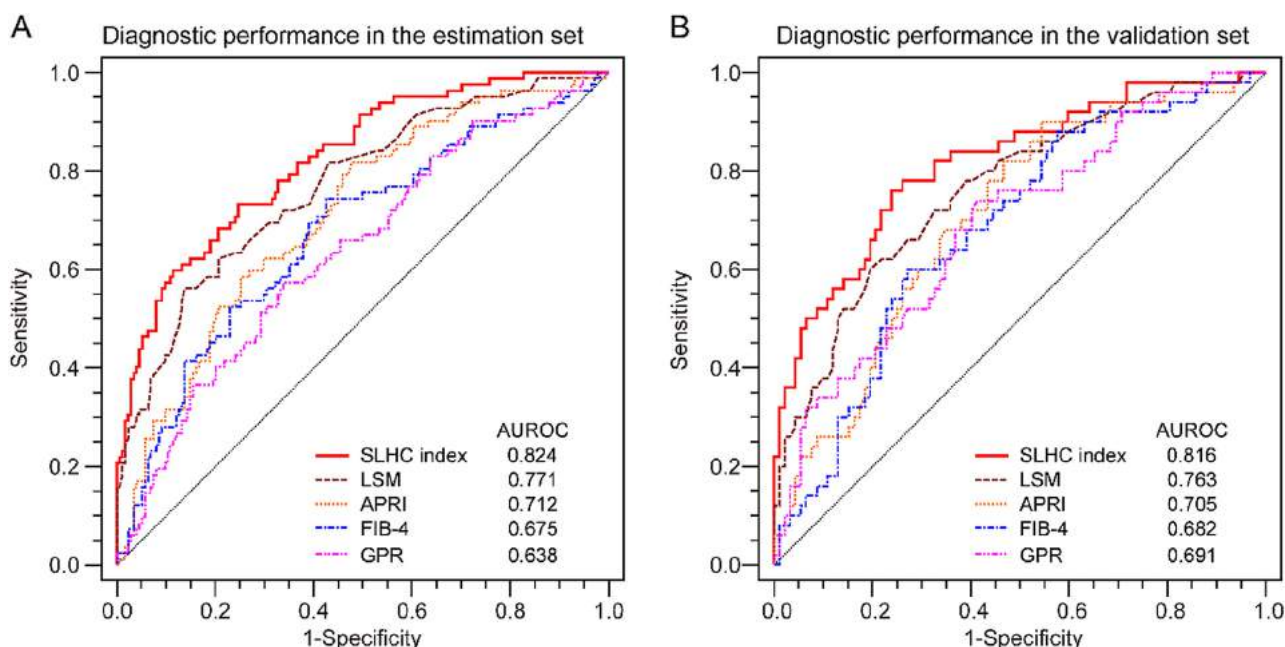 A
Diagnostic performance in the estimation set
1.0
0.8
0.6
0.4
0.2
0.0
Sensitivity
AUROC
SLHC index 0.824
LSM 0.771
APRI 0.712
FIB-4 0.675
GPR 0.638
0.0 0.2 0.4 0.6 0.8 1.0
1-Specificity
B
Diagnostic performance in the validation set
1.0
0.8
0.6
0.4
0.2
0.0
Sensitivity
AUROC
SLHC index 0.816
LSM 0.763
APRI 0.705
FIB-4 0.682
GPR 0.691
0.0 0.2 0.4 0.6 0.8 1.0
1-Specificity